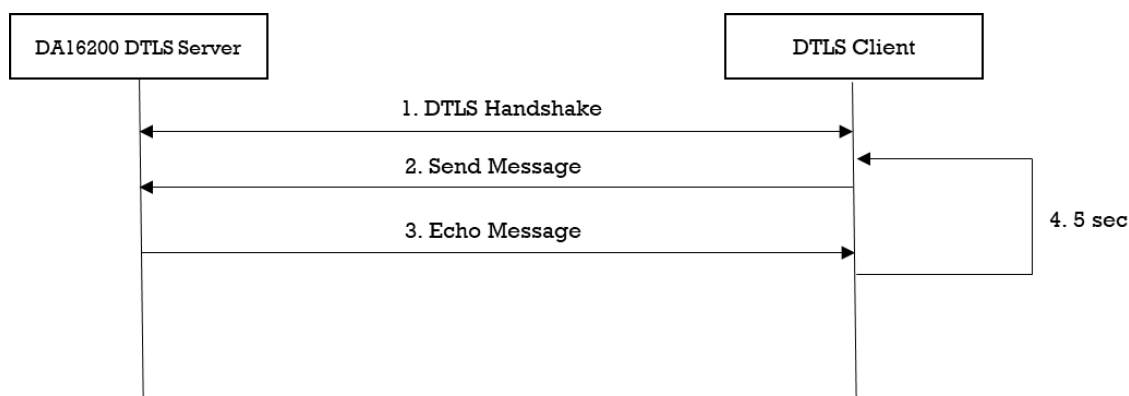 DA16200 DTLS Server
DTLS Client
1. DTLS Handshake
2. Send Message
3. Echo Message
4. 5 sec